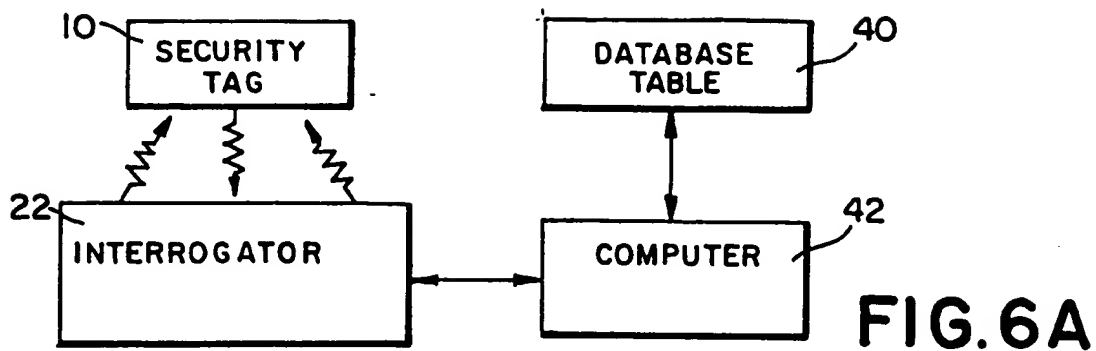 10
SECURITY
TAG
DATABASE
TABLE
40
22
INTERROGATOR
COMPUTER
42
FIG. 6A